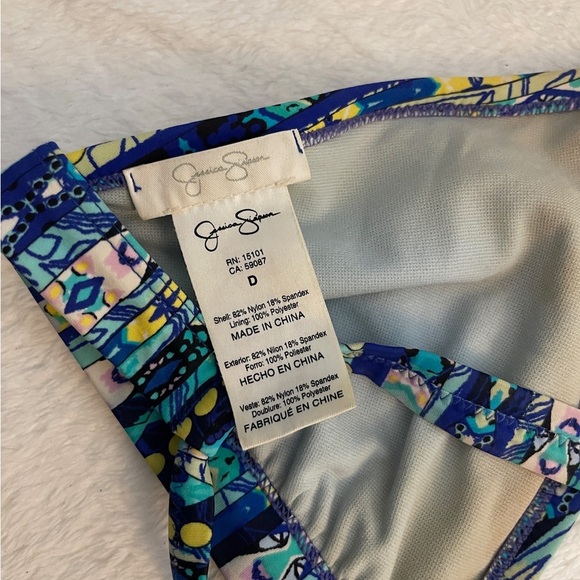 Jessica Simpson
Jessica Simpson
RN: 15101
CA: 59087
D
Shell: 82% Nylon 18% Spandex
Lining: 100% Polyester
MADE IN CHINA
Exterior: 82% Nilon 18% Spandex
Forro: 100% Poliester
HECHO EN CHINA
Veste: 82% Nylon 18% Spandex
Doublure: 100% Polyester
FABRIQUÉ EN CHINE